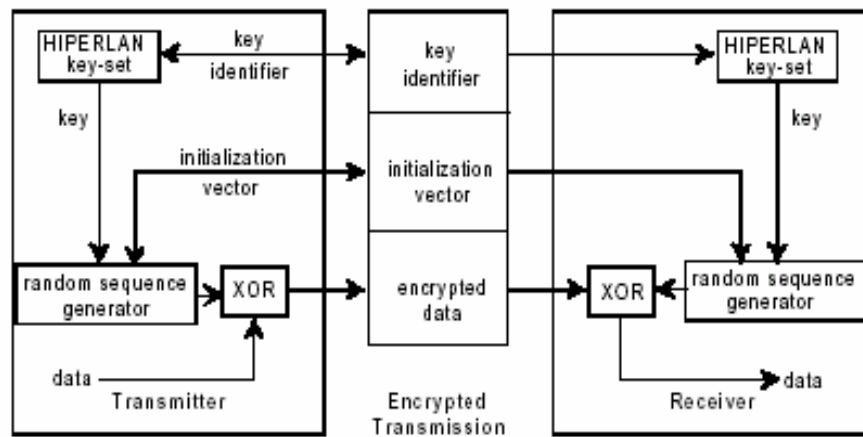 HIPERLAN
key-set
key
identifier
key
initialization
vector
random sequence
generator
XOR
data
Transmitter
key
identifier
initialization
vector
encrypted
data
Encrypted
Transmission
HIPERLAN
key-set
key
XOR
random sequence
generator
data
Receiver